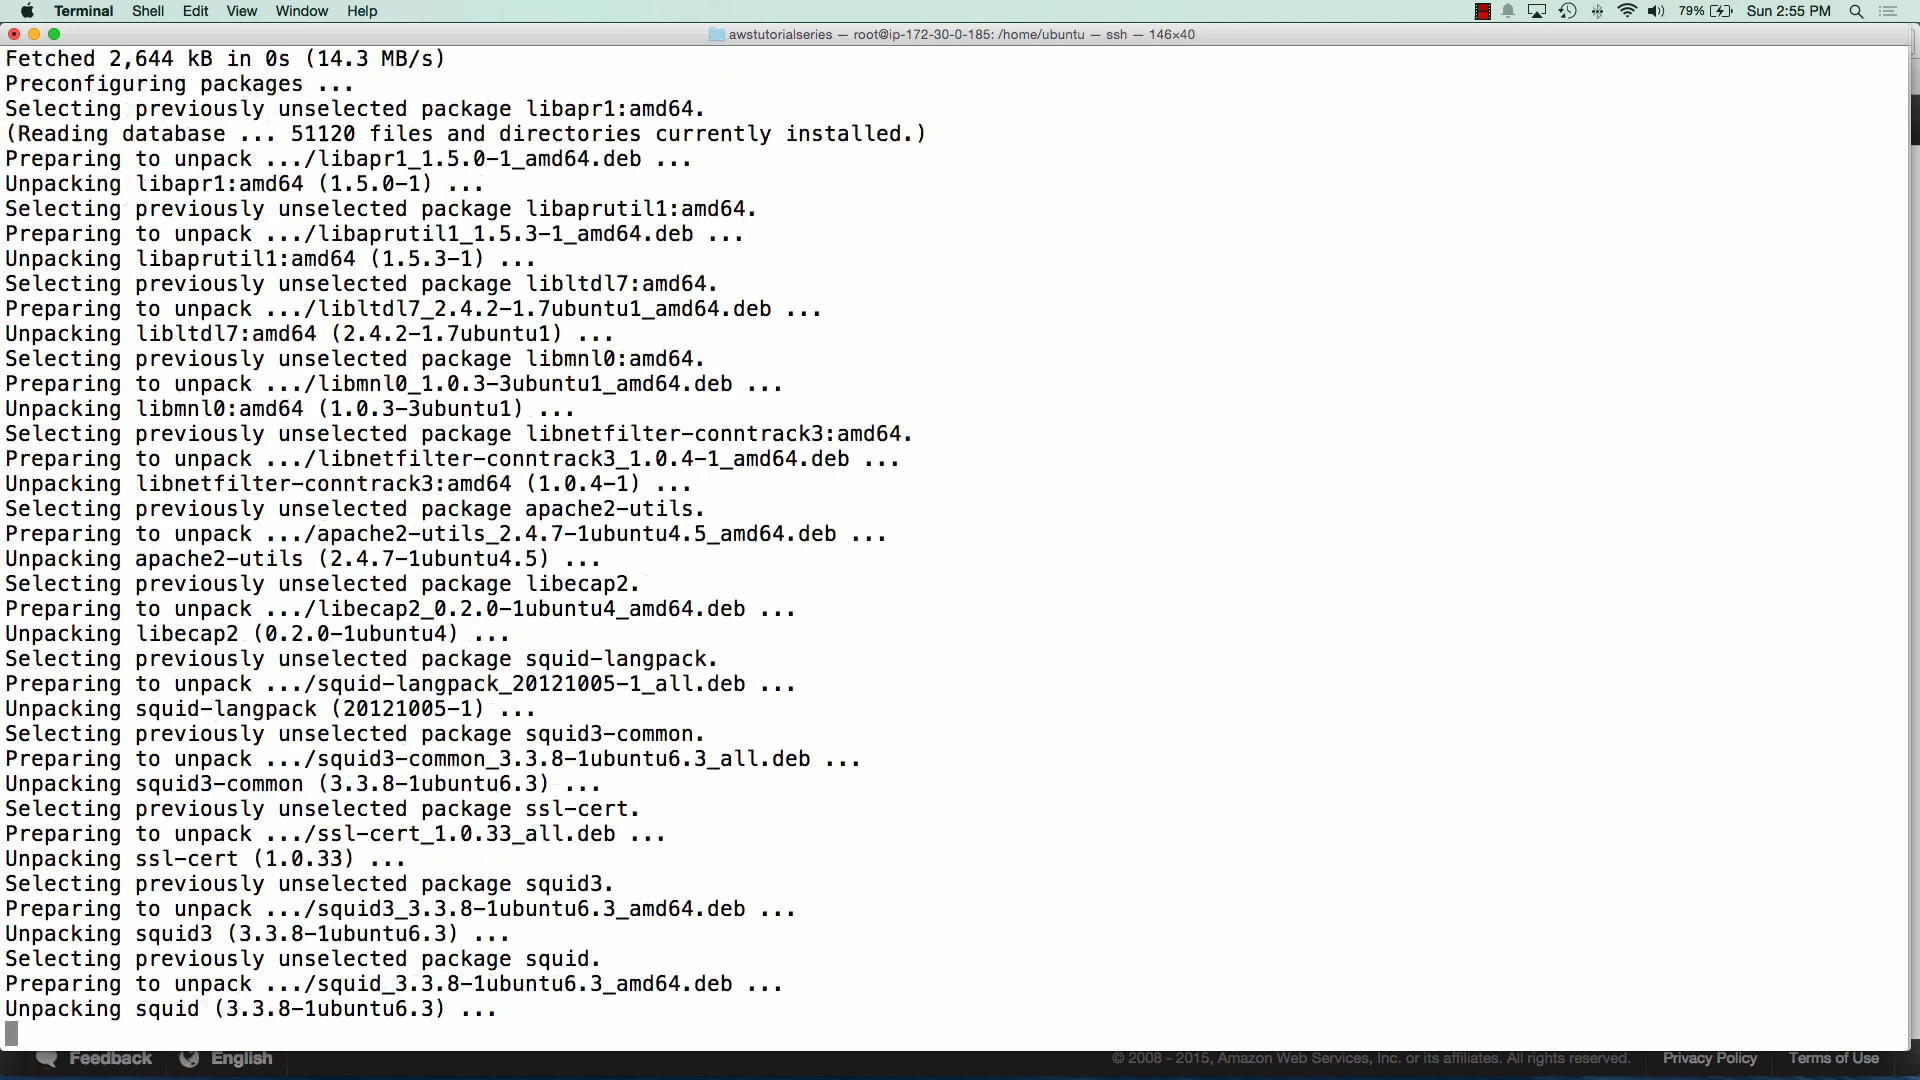 Terminal Shell Edit View Window Help 79% Sun 2:55 PM
awstutorialseries — root@ip-172-30-0-185: /home/ubuntu — ssh — 146×40
Fetched 2,644 kB in 0s (14.3 MB/s)
Preconfiguring packages ...
Selecting previously unselected package libapr1:amd64.
(Reading database ... 51120 files and directories currently installed.)
Preparing to unpack .../libapr1_1.5.0-1_amd64.deb ...
Unpacking libapr1:amd64 (1.5.0-1) ...
Selecting previously unselected package libaprutil1:amd64.
Preparing to unpack .../libaprutil1_1.5.3-1_amd64.deb ...
Unpacking libaprutil1:amd64 (1.5.3-1) ...
Selecting previously unselected package libltdl7:amd64.
Preparing to unpack .../libltdl7_2.4.2-1.7ubuntu1_amd64.deb ...
Unpacking libltdl7:amd64 (2.4.2-1.7ubuntu1) ...
Selecting previously unselected package libmnl0:amd64.
Preparing to unpack .../libmnl0_1.0.3-3ubuntu1_amd64.deb ...
Unpacking libmnl0:amd64 (1.0.3-3ubuntu1) ...
Selecting previously unselected package libnetfilter-conntrack3:amd64.
Preparing to unpack .../libnetfilter-conntrack3_1.0.4-1_amd64.deb ...
Unpacking libnetfilter-conntrack3:amd64 (1.0.4-1) ...
Selecting previously unselected package apache2-utils.
Preparing to unpack .../apache2-utils_2.4.7-1ubuntu4.5_amd64.deb ...
Unpacking apache2-utils (2.4.7-1ubuntu4.5) ...
Selecting previously unselected package libecap2.
Preparing to unpack .../libecap2_0.2.0-1ubuntu4_amd64.deb ...
Unpacking libecap2 (0.2.0-1ubuntu4) ...
Selecting previously unselected package squid-langpack.
Preparing to unpack .../squid-langpack_20121005-1_all.deb ...
Unpacking squid-langpack (20121005-1) ...
Selecting previously unselected package squid3-common.
Preparing to unpack .../squid3-common_3.3.8-1ubuntu6.3_all.deb ...
Unpacking squid3-common (3.3.8-1ubuntu6.3) ...
Selecting previously unselected package ssl-cert.
Preparing to unpack .../ssl-cert_1.0.33_all.deb ...
Unpacking ssl-cert (1.0.33) ...
Selecting previously unselected package squid3.
Preparing to unpack .../squid3_3.3.8-1ubuntu6.3_amd64.deb ...
Unpacking squid3 (3.3.8-1ubuntu6.3) ...
Selecting previously unselected package squid.
Preparing to unpack .../squid_3.3.8-1ubuntu6.3_amd64.deb ...
Unpacking squid (3.3.8-1ubuntu6.3) ...
Feedback English © 2008 - 2015, Amazon Web Services, Inc. or its affiliates. All rights reserved. Privacy Policy Terms of Use